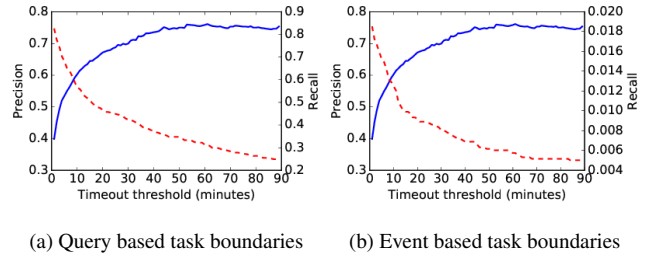 0.8
0.7
0.6
0.5
0.4
0.3
Precision
0 10 20 30 40 50 60 70 80 90
Timeout threshold (minutes)
0.9
0.8
0.7
0.6
0.5
0.4
0.3
0.2
Recall
(a) Query based task boundaries
0.8
0.7
0.6
0.5
0.4
0.3
Precision
0 10 20 30 40 50 60 70 80 90
Timeout threshold (minutes)
0.020
0.018
0.016
0.014
0.012
0.010
0.008
0.006
0.004
Recall
(b) Event based task boundaries